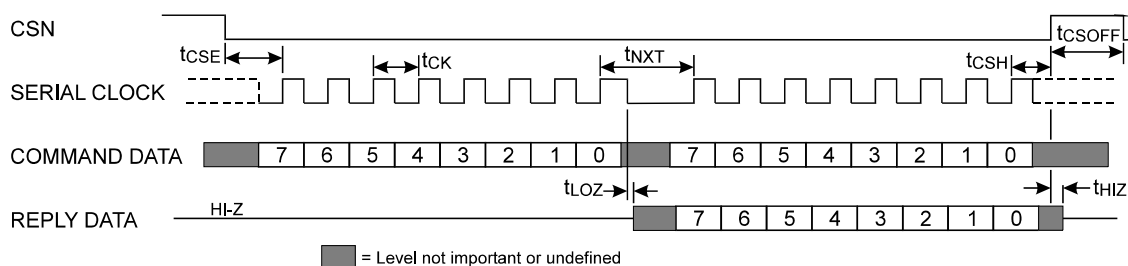 CSN
tCSOFF
tCSE
tCK
tNXT
tCSH
SERIAL CLOCK
COMMAND DATA
7 6 5 4 3 2 1 0 7 6 5 4 3 2 1 0
tLOZ
tHIZ
REPLY DATA
HI-Z
7 6 5 4 3 2 1 0
= Level not important or undefined